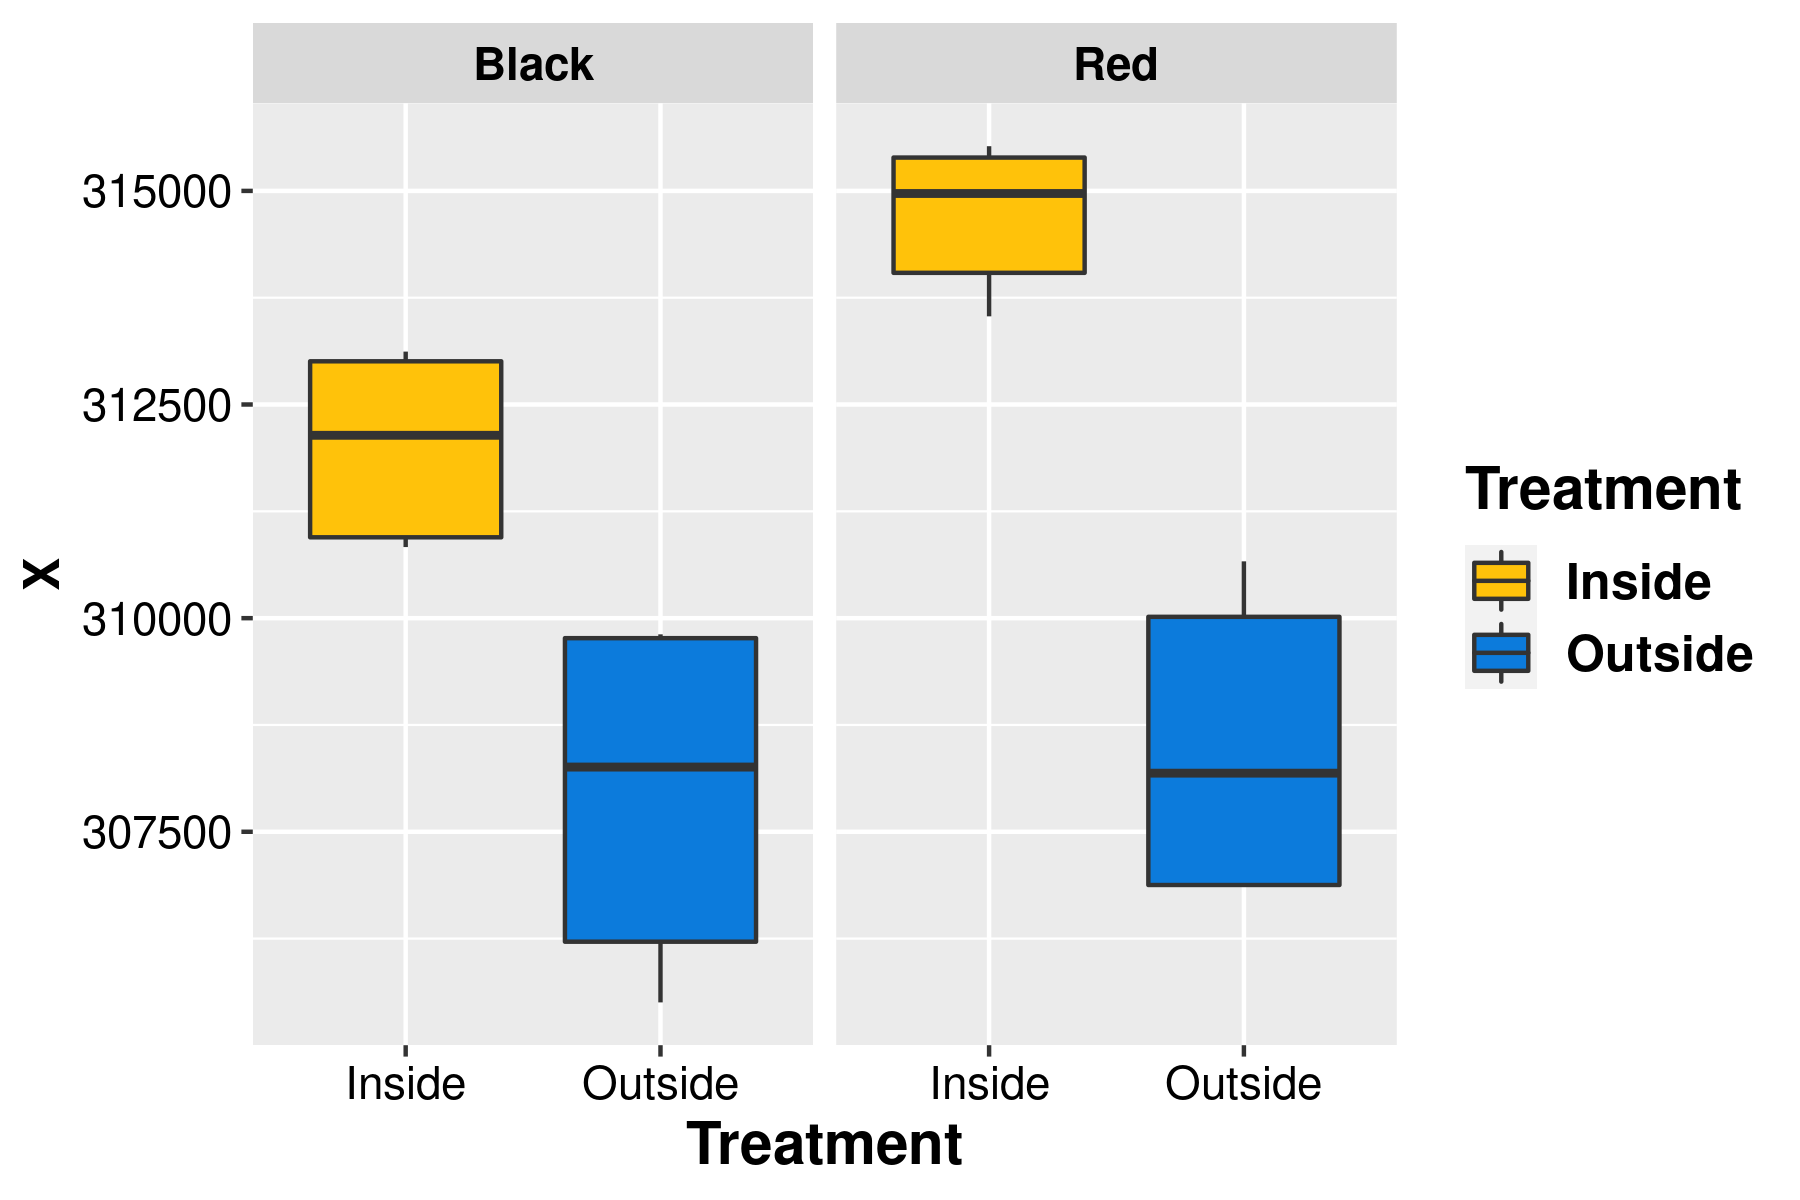 Black
Red
315000
312500
310000
307500
X
Inside
Outside
Inside
Outside
Treatment
Treatment
Inside
Outside